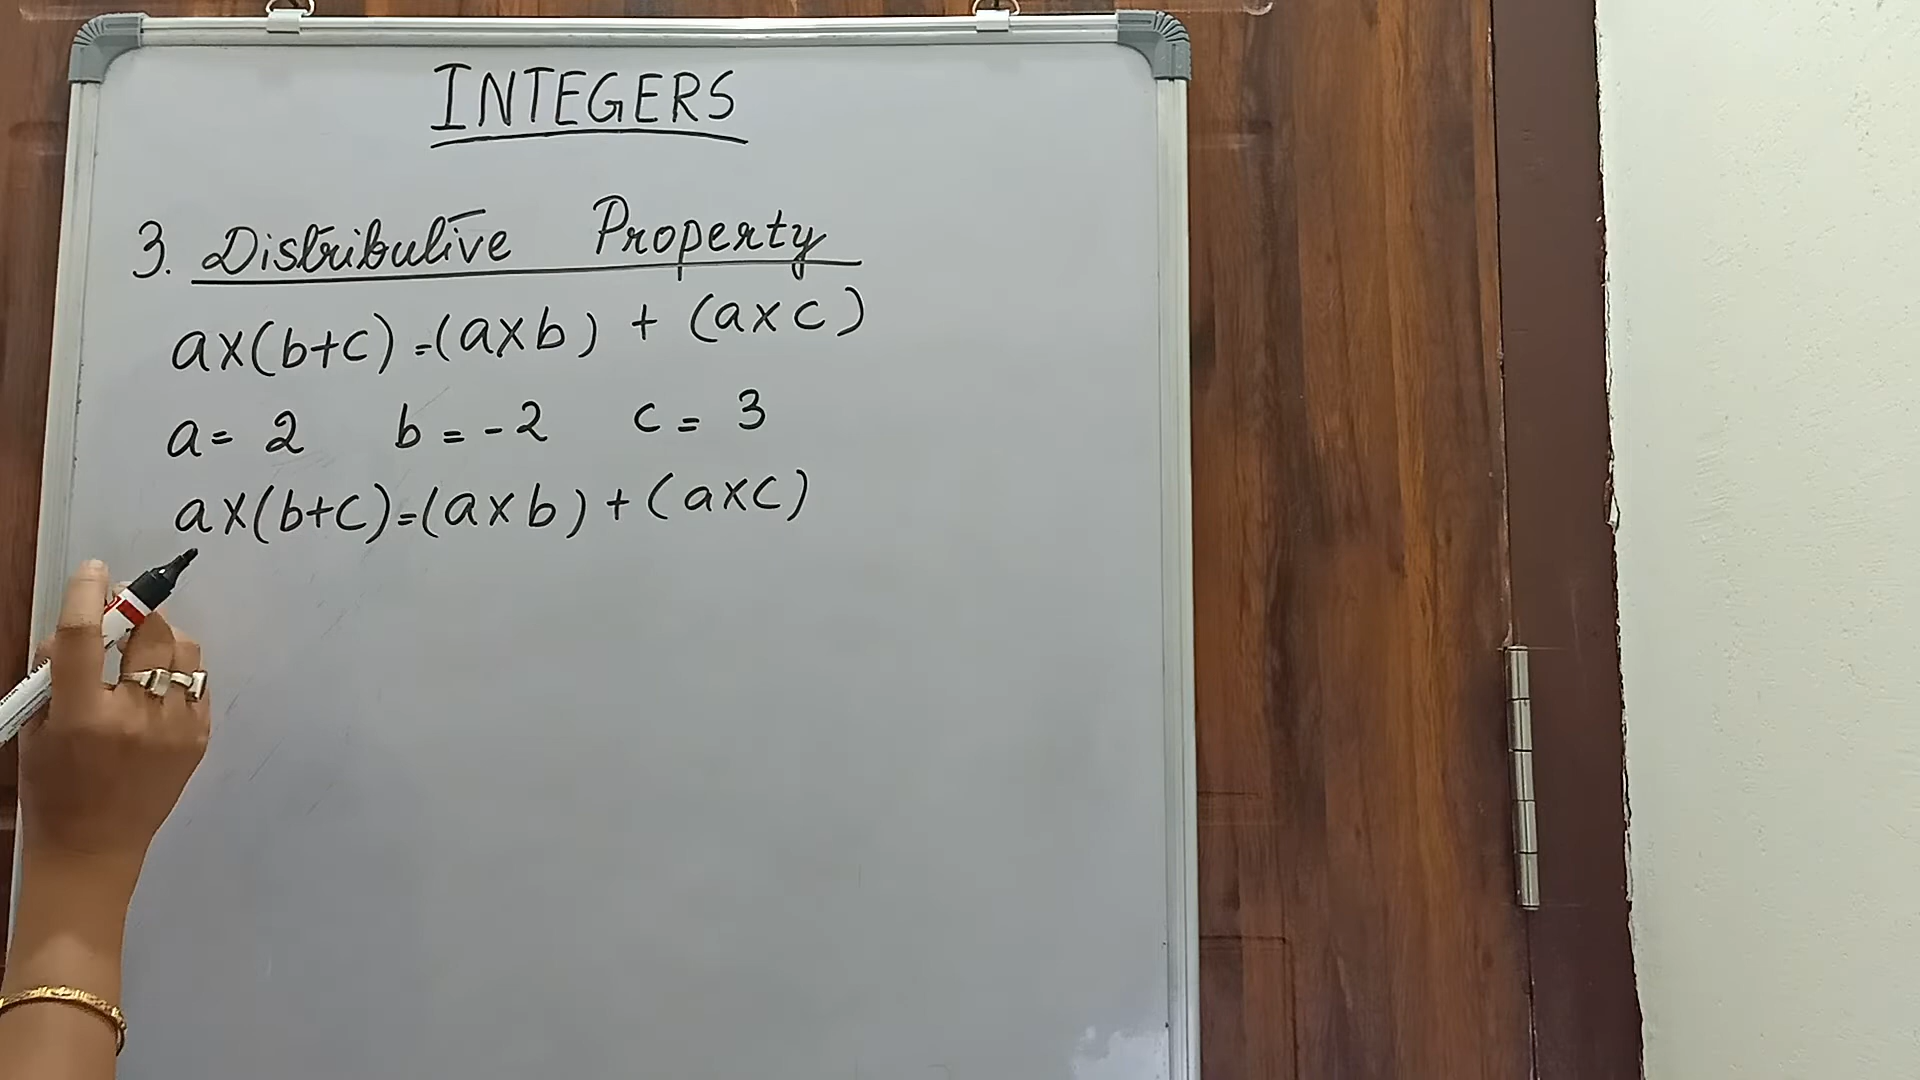 INTEGERS
3. Distributive Property
a×(b+c)=(a×b) + (a×c)
a= 2 b=-2 c= 3
a×(b+c)=(a×b)+(a×c)